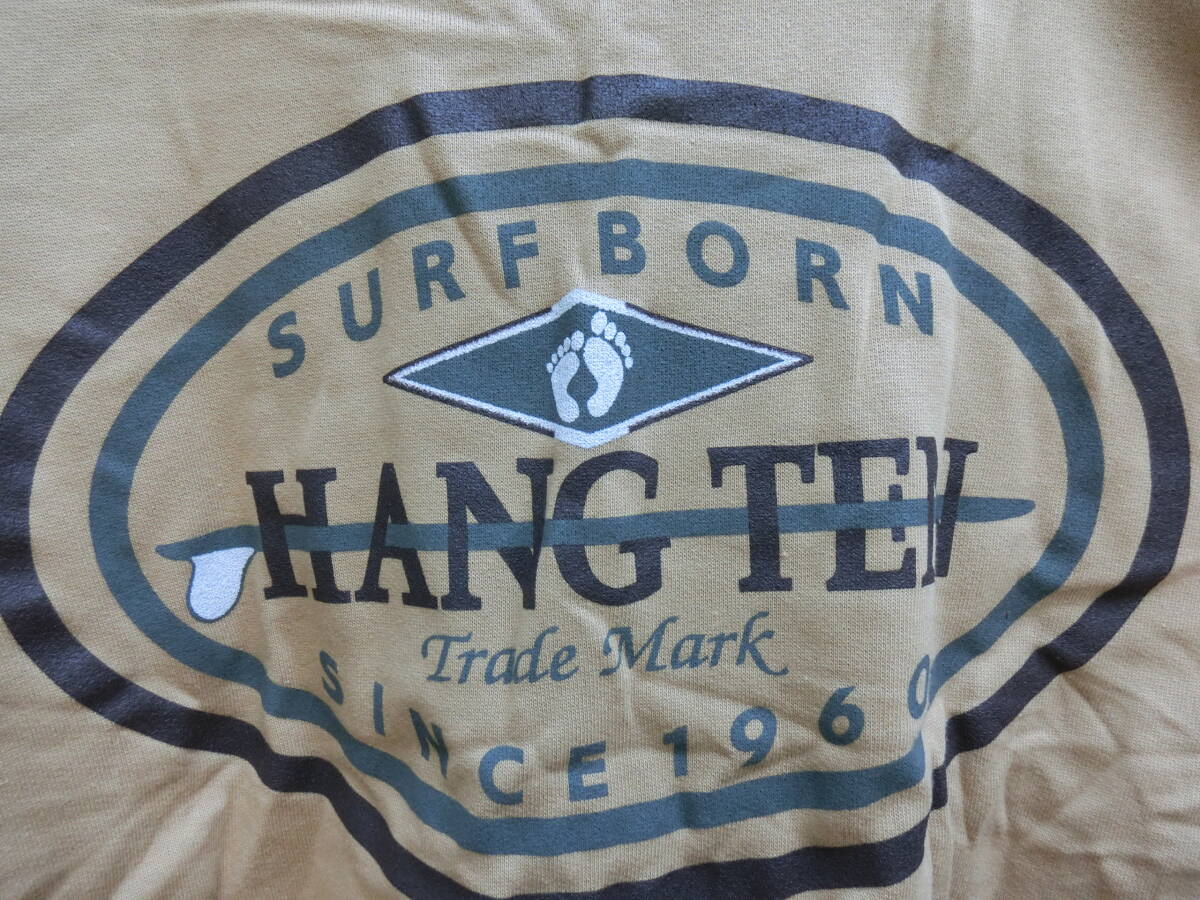 SURF BORN
HANG TEN
Trade Mark
SINCE 1960